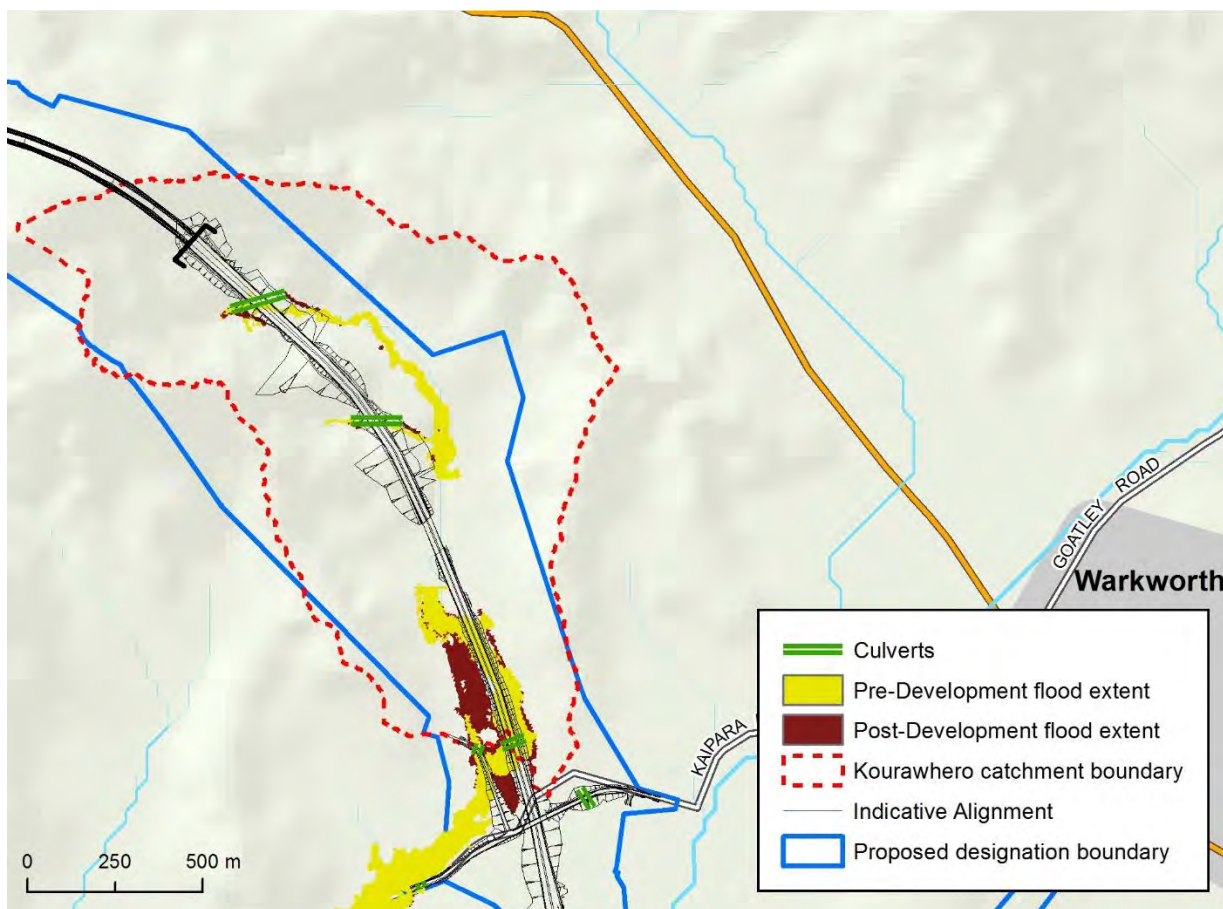 GOATLEY ROAD
Warkworth
KAIPARA
Culverts
Pre-Development flood extent
Post-Development flood extent
Kourawhero catchment boundary
Indicative Alignment
Proposed designation boundary
0 250 500 m